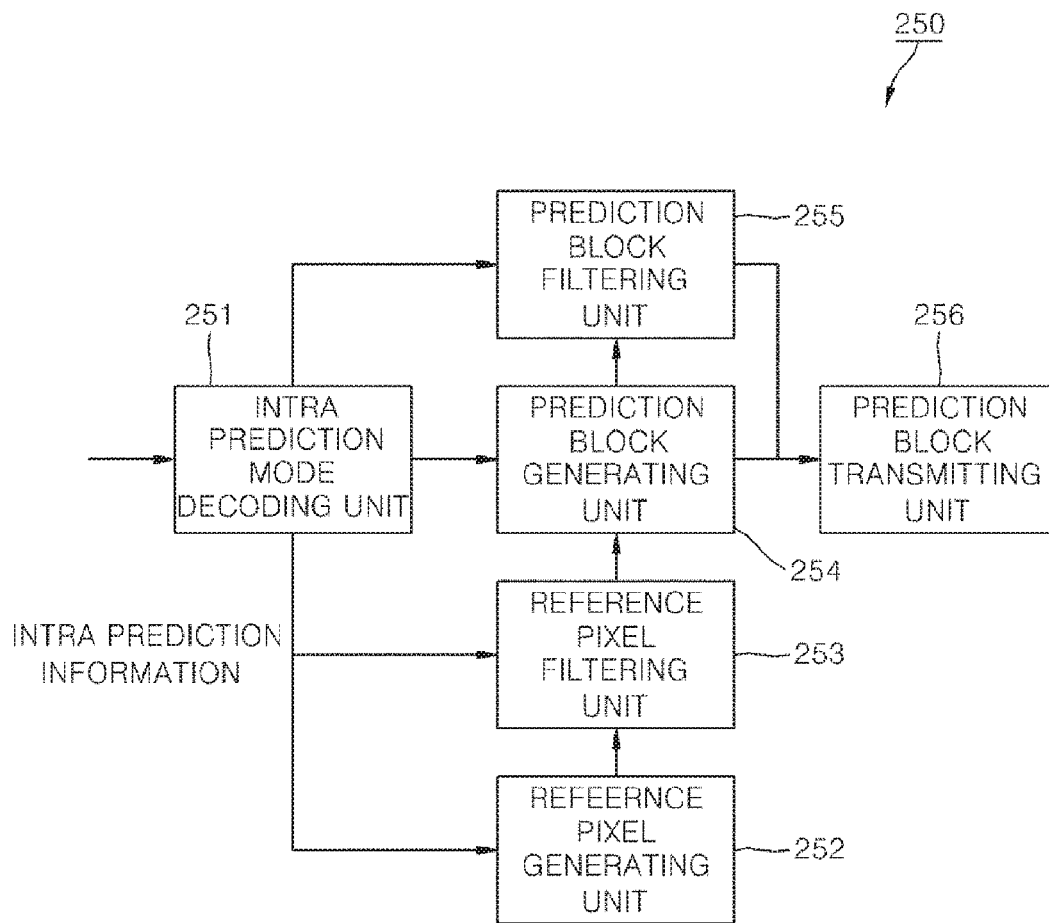 250
PREDICTION
BLOCK
FILTERING
UNIT
255
251
INTRA
PREDICTION
MODE
DECODING UNIT
PREDICTION
BLOCK
GENERATING
UNIT
254
256
PREDICTION
BLOCK
TRANSMITTING
UNIT
INTRA PREDICTION
INFORMATION
REFERENCE
PIXEL
FILTERING
UNIT
253
REFEERNCE
PIXEL
GENERATING
UNIT
252